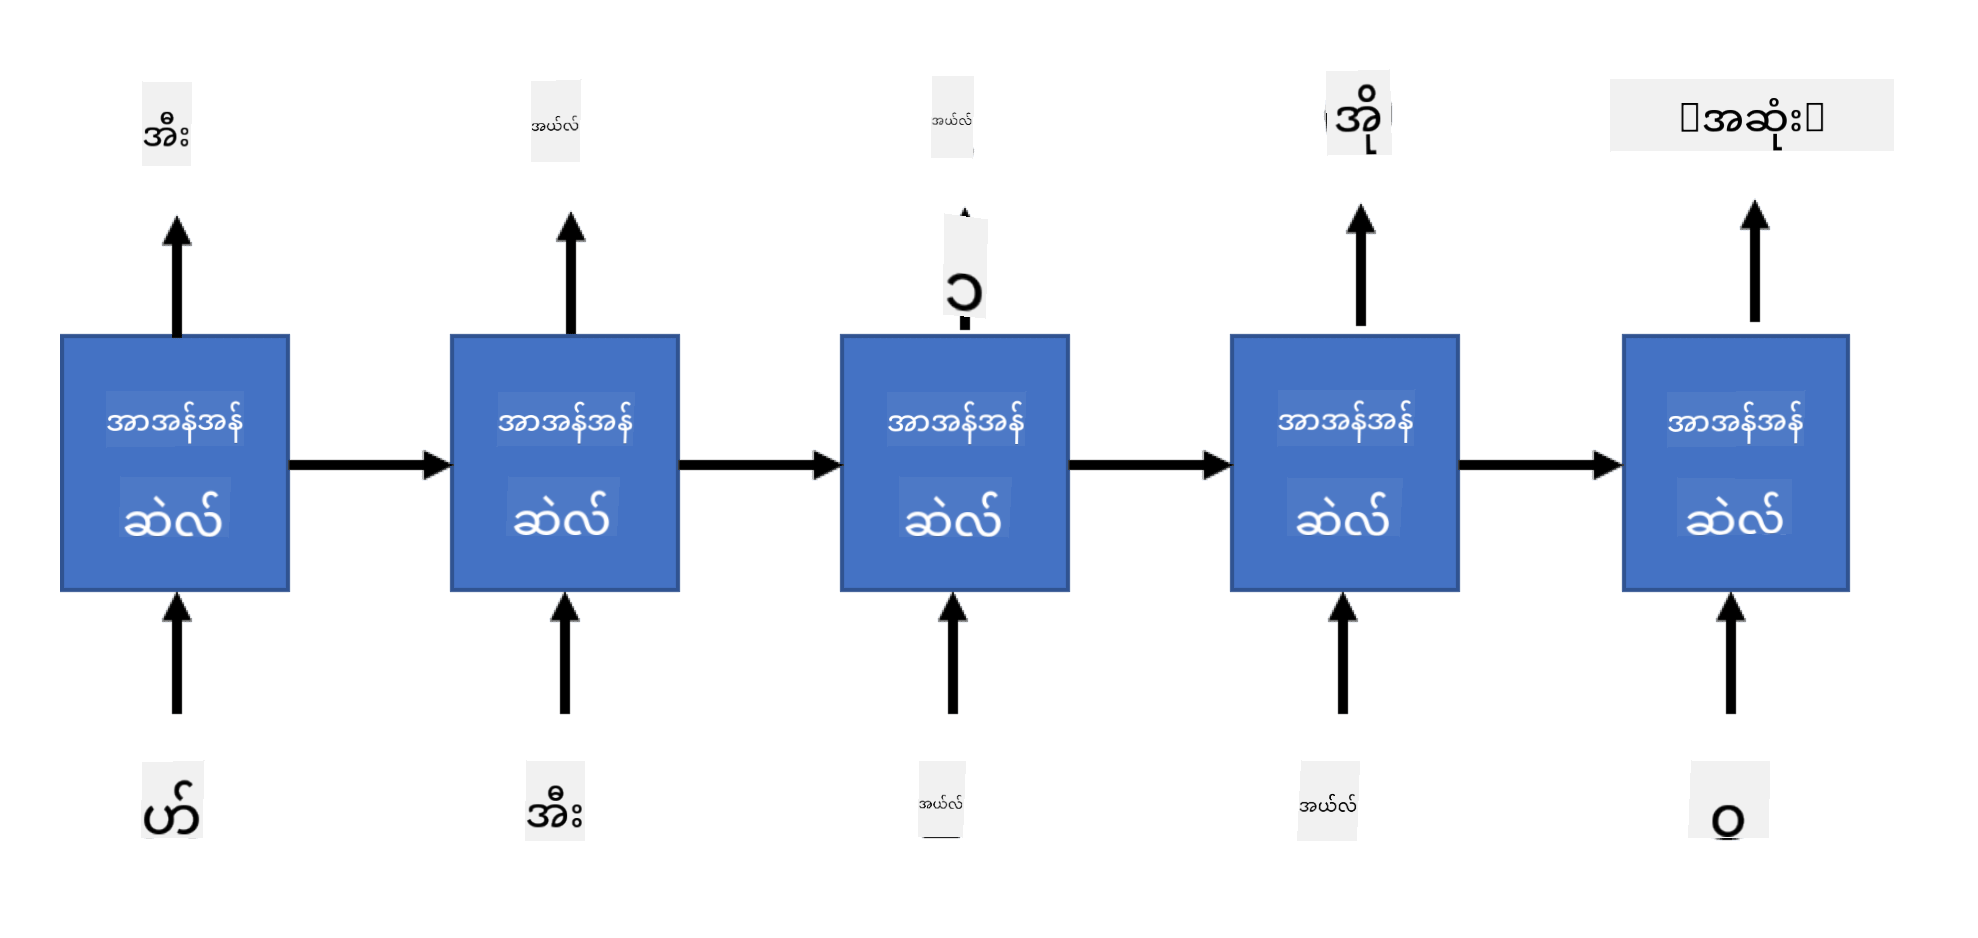 အီး အယ်လ် အယ်လ် အို အဆုံး
ာ
အာအန်အန် အာအန်အန် အာအန်အန် အာအန်အန် အာအန်အန်
ဆဲလ် ဆဲလ် ဆဲလ် ဆဲလ် ဆဲလ်
ဟ် အီး အယ်လ် အယ်လ် ဝ